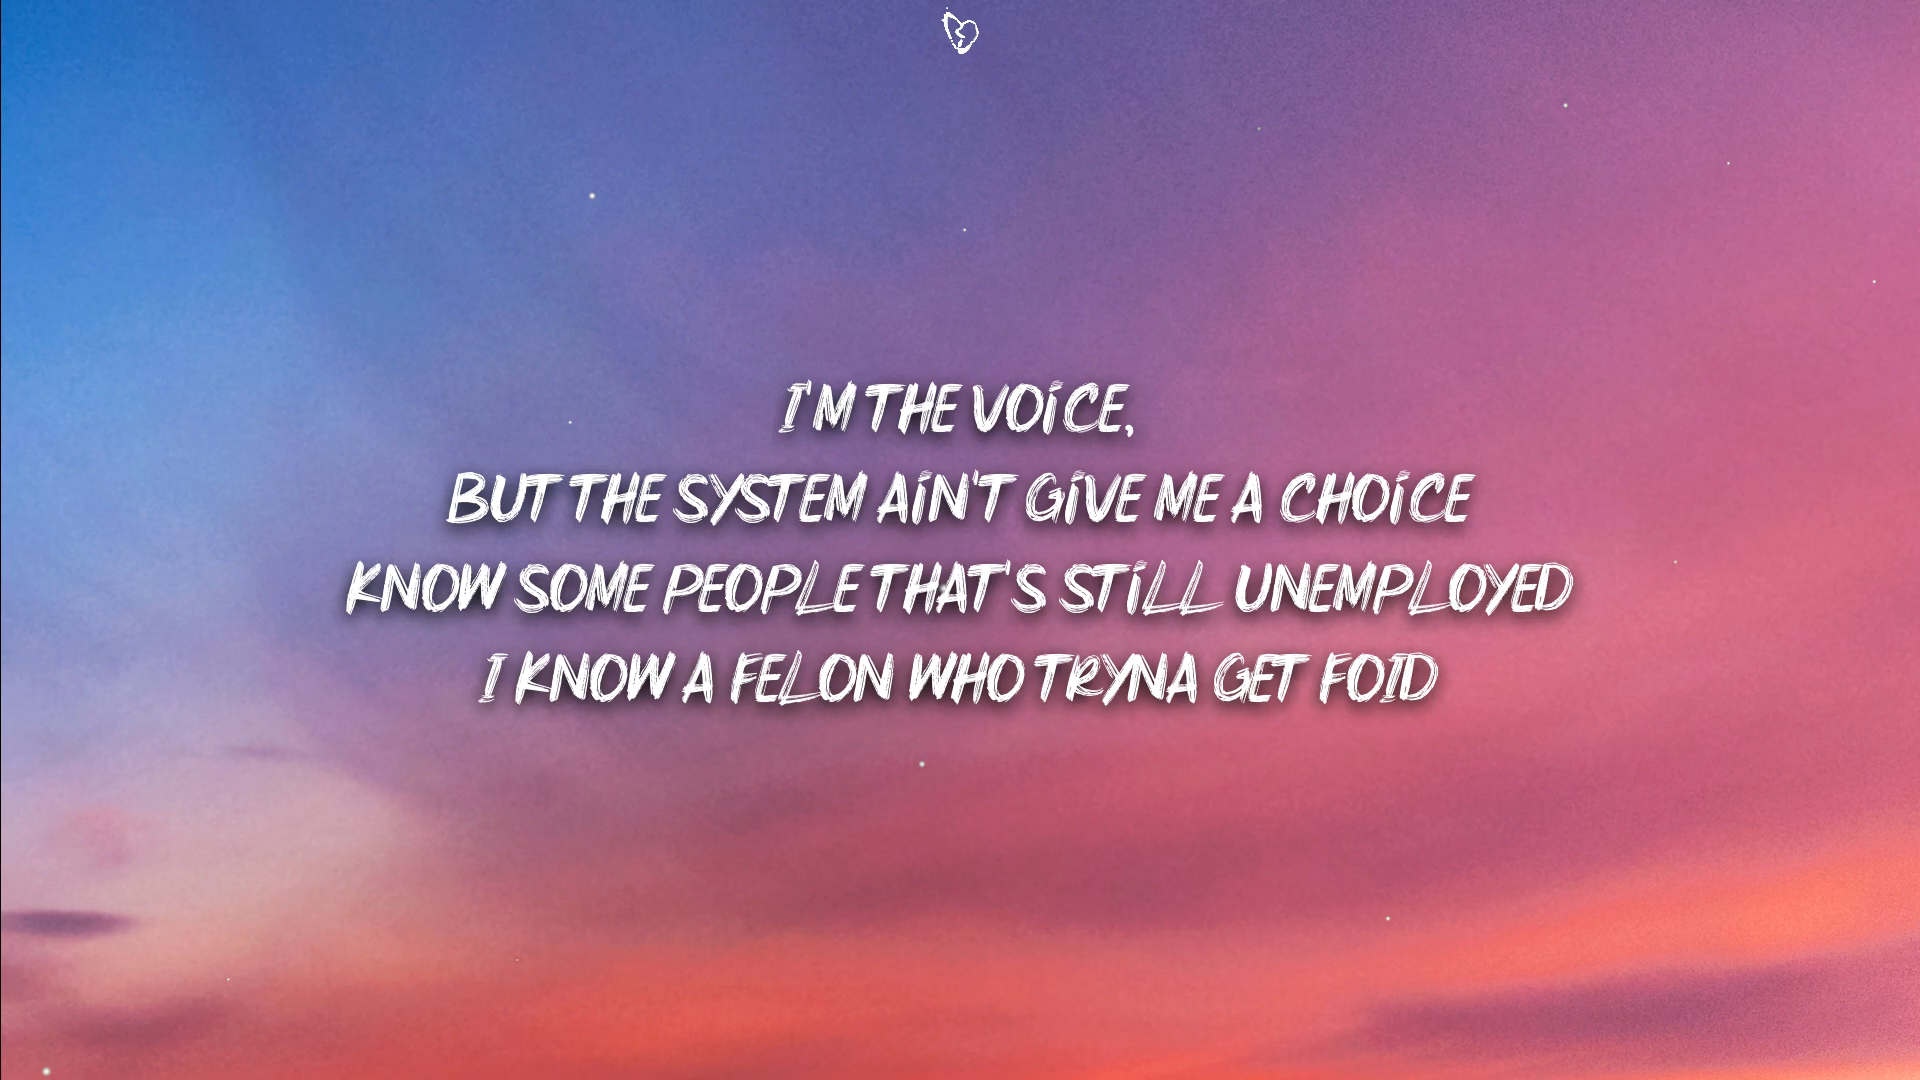 I'M THE VOICE,
BUT THE SYSTEM AIN'T GIVE ME A CHOICE
KNOW SOME PEOPLE THAT'S STILL UNEMPLOYED
I KNOW A FELON WHO TRYNA GET FOID